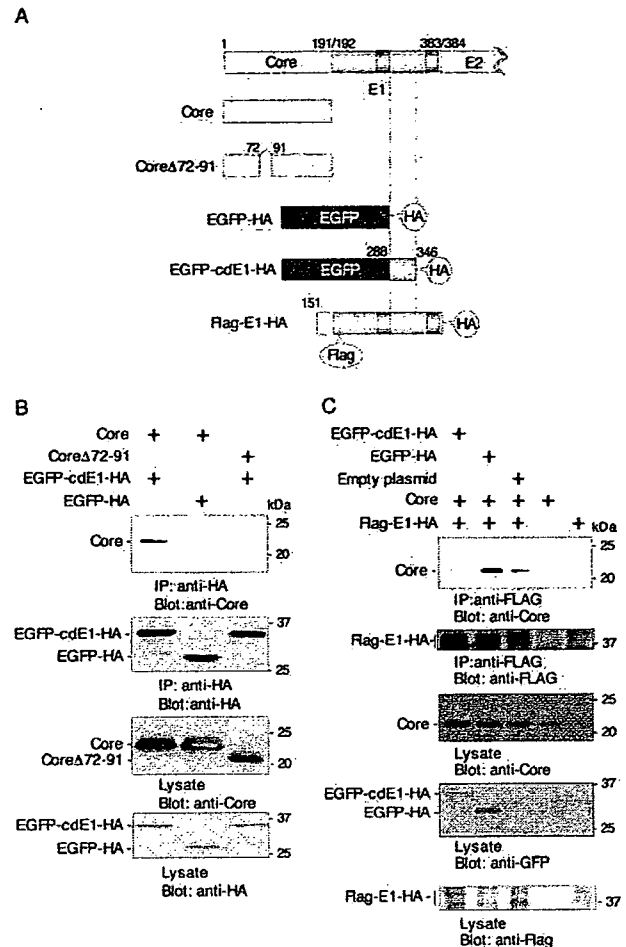 A
1 191/192 383/384
Core E2
E1
Core
72 91
CoreΔ72-91
EGFP-HA EGFP HA
288 346
EGFP-cdE1-HA EGFP HA
151
Flag-E1-HA HA
Flag
B
Core + +
CoreΔ72-91 +
EGFP-cdE1-HA + +
EGFP-HA +
kDa
25
Core
20
IP: anti-HA
Blot: anti-Core
37
EGFP-cdE1-HA
EGFP-HA
25
IP: anti-HA
Blot: anti-HA
25
Core
CoreΔ72-91
20
Lysate
Blot: anti-Core
37
EGFP-cdE1-HA
EGFP-HA
25
Lysate
Blot: anti-HA
C
EGFP-cdE1-HA +
EGFP-HA +
Empty plasmid +
Core + + + +
Flag-E1-HA + + + +
kDa
25
Core
20
IP:anti-FLAG
Blot: anti-Core
Flag-E1-HA
37
IP: anti-FLAG
Blot: anti-FLAG
25
Core
20
Lysate
Blot: anti-Core
37
EGFP-cdE1-HA
EGFP-HA
25
Lysate
Blot: anti-GFP
Flag-E1-HA
37
Lysate
Blot: anti-Flag